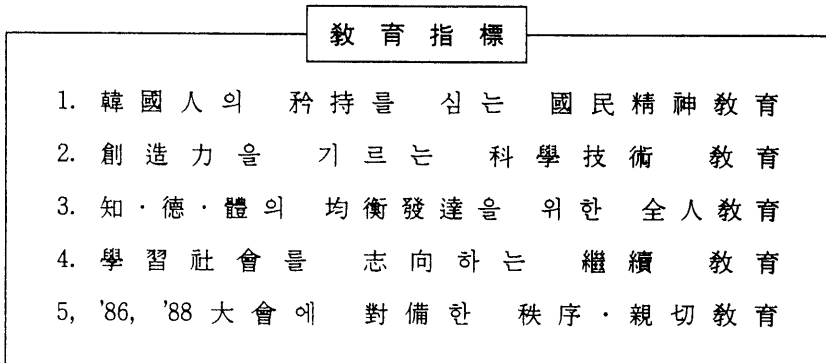 敎育指標
1. 韓國人의 矜持를 심는 國民精神敎育
2. 創造力을 기르는 科學技術 敎育
3. 知·德·體의 均衡發達을 위한 全人敎育
4. 學習社會를 志向하는 繼續 敎育
5, '86, '88 大會에 對備한 秩序·親切敎育